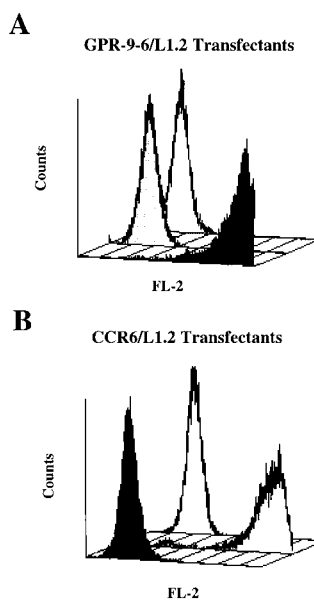 A
GPR-9-6/L1.2 Transfectants
Counts
FL-2
B
CCR6/L1.2 Transfectants
Counts
FL-2